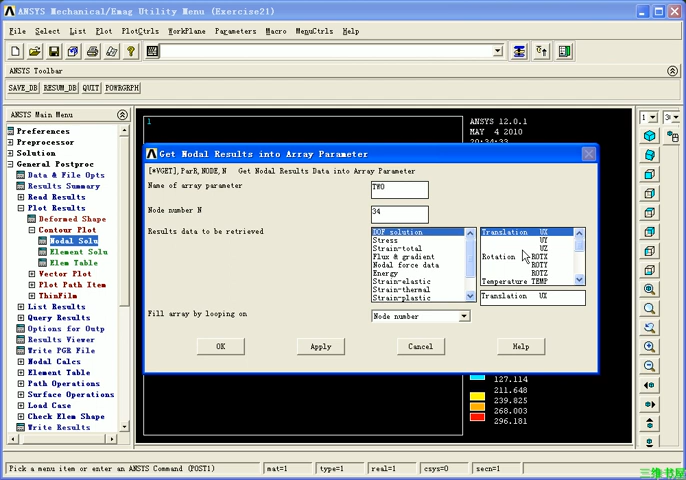 ANSYS Mechanical/Emag Utility Menu (Exercise21)
File Select List Plot PlotCtrls WorkPlane Parameters Macro MenuCtrls Help
ANSYS Toolbar
SAVE_DB RESUM_DB QUIT POWRGRPH
ANSYS Main Menu
Preferences
Preprocessor
Solution
General Postproc
Data & File Opts
Results Summary
Read Results
Plot Results
Deformed Shape
Contour Plot
Nodal Solu
Element Solu
Elem Table
Vector Plot
Plot Path Item
ThinFilm
List Results
Query Results
Options for Outp
Results Viewer
Write PGR File
Nodal Calcs
Element Table
Path Operations
Surface Operations
Load Case
Check Elem Shape
Write Results
1
ANSYS 12.0.1
MAY 4 2010
20:34:33
Get Nodal Results into Array Parameter
[*VGET],ParR,NODE,N Get Nodal Results Data into Array Parameter
Name of array parameter
TWO
Node number N
34
Results data to be retrieved
DOF solution
Stress
Strain-total
Flux & gradient
Nodal force data
Energy
Strain-elastic
Strain-thermal
Strain-plastic
Translation UX
UY
UZ
Rotation ROTX
ROTY
ROTZ
Temperature TEMP
Translation UX
Fill array by looping on
Node number
OK Apply Cancel Help
127.114
211.658
239.825
268.003
296.181
1
Pick a menu item or enter an ANSYS Command (POST1)
mat=1
type=1
real=1
csys=0
secn=1
三维书屋